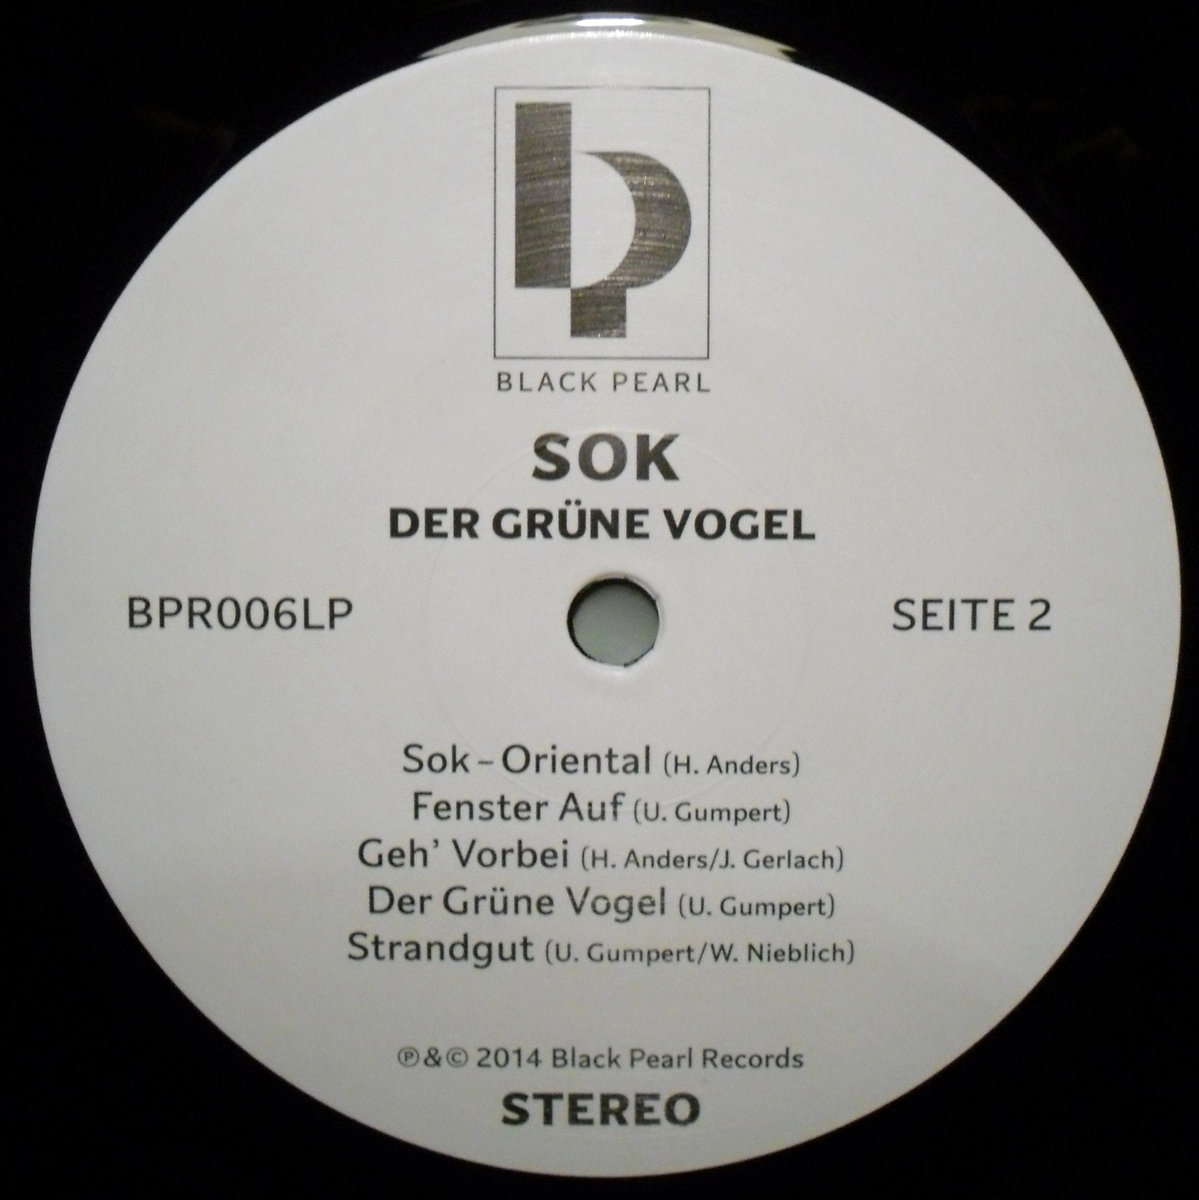 bp
BLACK PEARL
SOK
DER GRÜNE VOGEL
BPR006LP
SEITE 2
Sok – Oriental (H. Anders)
Fenster Auf (U. Gumpert)
Geh’ Vorbei (H. Anders/J. Gerlach)
Der Grüne Vogel (U. Gumpert)
Strandgut (U. Gumpert/W. Nieblich)
℗&© 2014 Black Pearl Records
STEREO